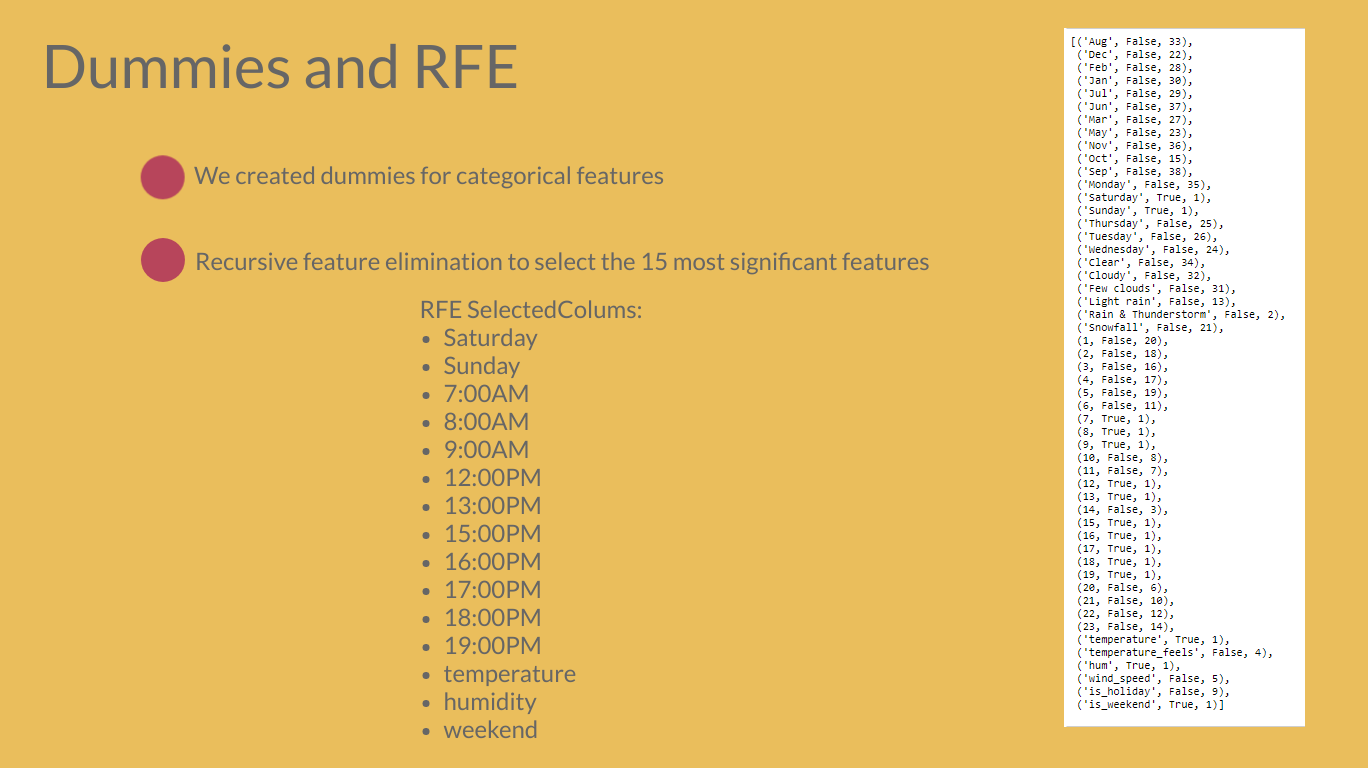 Dummies and RFE
We created dummies for categorical features
Recursive feature elimination to select the 15 most significant features
RFE SelectedColums:
• Saturday
• Sunday
• 7:00AM
• 8:00AM
• 9:00AM
• 12:00PM
• 13:00PM
• 15:00PM
• 16:00PM
• 17:00PM
• 18:00PM
• 19:00PM
• temperature
• humidity
• weekend
[('Aug', False, 33),
('Dec', False, 22),
('Feb', False, 28),
('Jan', False, 30),
('Jul', False, 29),
('Jun', False, 37),
('Mar', False, 27),
('May', False, 23),
('Nov', False, 36),
('Oct', False, 15),
('Sep', False, 38),
('Monday', False, 35),
('Saturday', True, 1),
('Sunday', True, 1),
('Thursday', False, 25),
('Tuesday', False, 26),
('Wednesday', False, 24),
('Clear', False, 34),
('Cloudy', False, 32),
('Few clouds', False, 31),
('Light rain', False, 13),
('Rain & Thunderstorm', False, 2),
('Snowfall', False, 21),
(1, False, 20),
(2, False, 18),
(3, False, 16),
(4, False, 17),
(5, False, 19),
(6, False, 11),
(7, True, 1),
(8, True, 1),
(9, True, 1),
(10, False, 8),
(11, False, 7),
(12, True, 1),
(13, True, 1),
(14, False, 3),
(15, True, 1),
(16, True, 1),
(17, True, 1),
(18, True, 1),
(19, True, 1),
(20, False, 6),
(21, False, 10),
(22, False, 12),
(23, False, 14),
('temperature', True, 1),
('temperature_feels', False, 4),
('hum', True, 1),
('wind_speed', False, 5),
('is_holiday', False, 9),
('is_weekend', True, 1)]